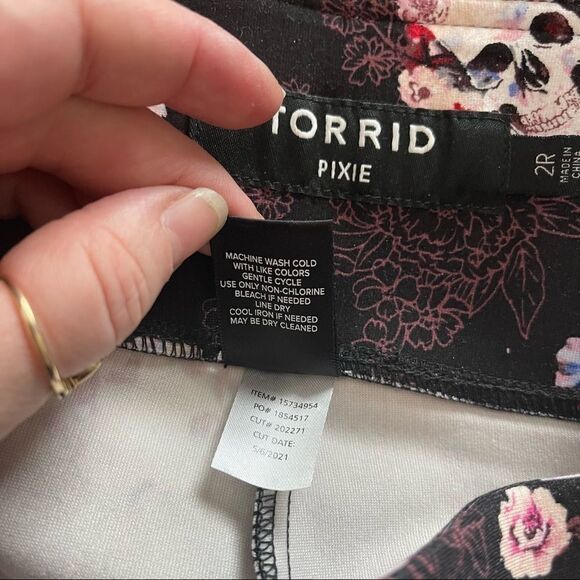 TORRID
PIXIE
2R
MADE IN
CHINA
MACHINE WASH COLD
WITH LIKE COLORS
GENTLE CYCLE
USE ONLY NON-CHLORINE
BLEACH IF NEEDED
LINE DRY
COOL IRON IF NEEDED
MAY BE DRY CLEANED
ITEM# 15734954
PO# 1854517
CUT# 202271
CUT DATE:
5/6/2021